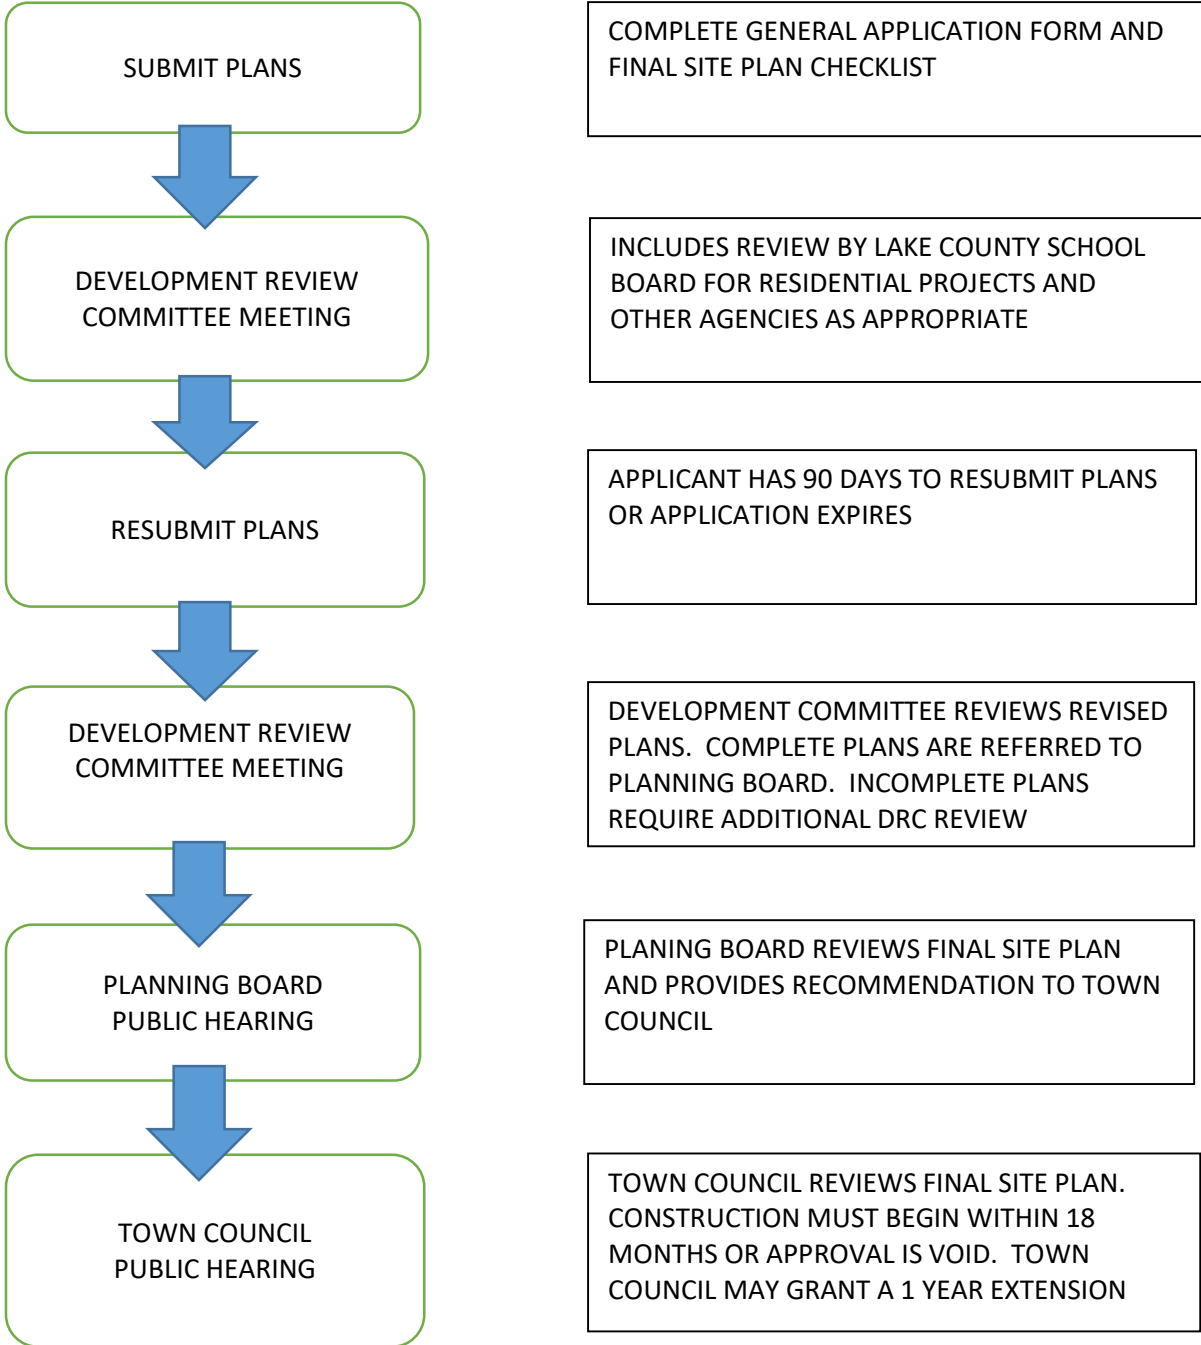 SUBMIT PLANS
COMPLETE GENERAL APPLICATION FORM AND
FINAL SITE PLAN CHECKLIST
DEVELOPMENT REVIEW
COMMITTEE MEETING
INCLUDES REVIEW BY LAKE COUNTY SCHOOL
BOARD FOR RESIDENTIAL PROJECTS AND
OTHER AGENCIES AS APPROPRIATE
RESUBMIT PLANS
APPLICANT HAS 90 DAYS TO RESUBMIT PLANS
OR APPLICATION EXPIRES
DEVELOPMENT REVIEW
COMMITTEE MEETING
DEVELOPMENT COMMITTEE REVIEWS REVISED
PLANS.  COMPLETE PLANS ARE REFERRED TO
PLANNING BOARD.  INCOMPLETE PLANS
REQUIRE ADDITIONAL DRC REVIEW
PLANNING BOARD
PUBLIC HEARING
PLANING BOARD REVIEWS FINAL SITE PLAN
AND PROVIDES RECOMMENDATION TO TOWN
COUNCIL
TOWN COUNCIL
PUBLIC HEARING
TOWN COUNCIL REVIEWS FINAL SITE PLAN.
CONSTRUCTION MUST BEGIN WITHIN 18
MONTHS OR APPROVAL IS VOID.  TOWN
COUNCIL MAY GRANT A 1 YEAR EXTENSION